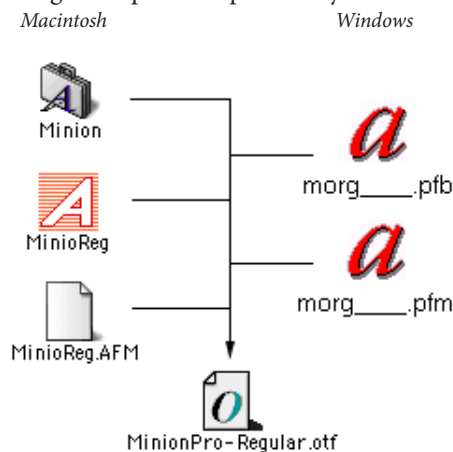 Macintosh Windows
Minion
morg____.pfb
MinioReg
morg____.pfm
MinioReg.AFM
MinionPro-Regular.otf